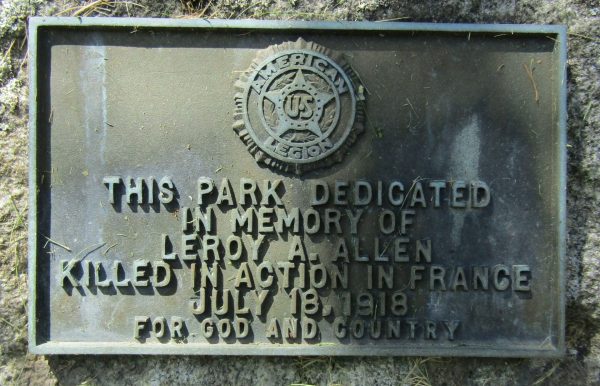 AMERICAN
US
LEGION
THIS PARK DEDICATED
IN MEMORY OF
LEROY A. ALLEN
KILLED IN ACTION IN FRANCE
JULY 18, 1918
FOR GOD AND COUNTRY